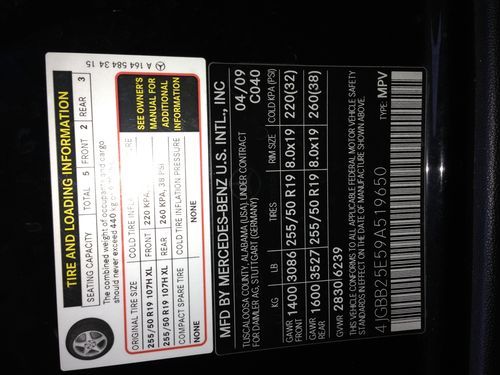 TIRE AND LOADING INFORMATION
SEATING CAPACITY TOTAL 5 FRONT 2 REAR 3
The combined weight of occupants and cargo
should never exceed 440 kg
ORIGINAL TIRE SIZE COLD TIRE INFLATION PRESSURE
255/50 R19 107H XL FRONT 220 KPA,
255/50 R19 107H XL REAR 260 KPA, 38 PSI
COMPACT SPARE TIRE COLD TIRE INFLATION PRESSURE
NONE NONE
SEE OWNER'S
MANUAL FOR
ADDITIONAL
INFORMATION
A 164 584 34 15
MFD BY MERCEDES-BENZ U.S. INTL., INC
TUSCALOOSA COUNTY, ALABAMA (USA) UNDER CONTRACT
FOR DAIMLER AG, STUTTGART (GERMANY)
04/09
C040
KG LB TIRES RIM SIZE COLD KPA (PSI)
GAWR FRONT 1400 3086 255/50 R19 8.0x19 220(32)
GAWR REAR 1600 3527 255/50 R19 8.0x19 260(38)
GVWR 2830 6239
THIS VEHICLE CONFORMS TO ALL APPLICABLE FEDERAL MOTOR VEHICLE SAFETY
STANDARDS IN EFFECT ON THE DATE OF MANUFACTURE SHOWN ABOVE.
4JGBB25E59A519650 TYPE: MPV